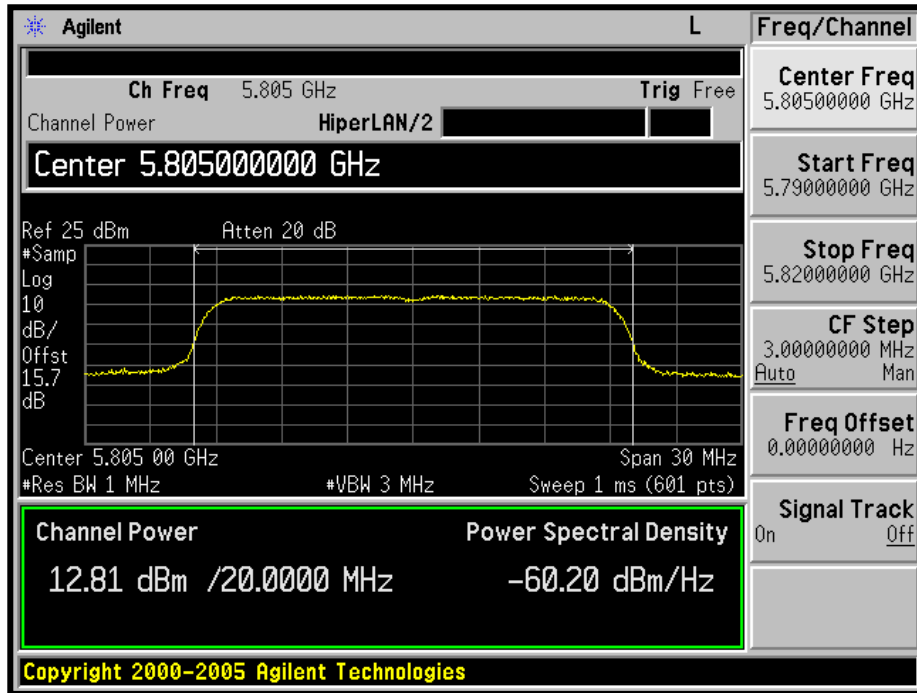 Agilent L Freq/Channel
Ch Freq 5.805 GHz Trig Free
Channel Power HiperLAN/2
Center 5.805000000 GHz
Ref 25 dBm Atten 20 dB
#Samp
Log
10
dB/
Offst
15.7
dB
Center 5.805 00 GHz Span 30 MHz
#Res BW 1 MHz #VBW 3 MHz Sweep 1 ms (601 pts)
Channel Power Power Spectral Density
12.81 dBm /20.0000 MHz -60.20 dBm/Hz
Copyright 2000-2005 Agilent Technologies
Center Freq
5.80500000 GHz
Start Freq
5.79000000 GHz
Stop Freq
5.82000000 GHz
CF Step
3.00000000 MHz
Auto Man
Freq Offset
0.00000000 Hz
Signal Track
On Off